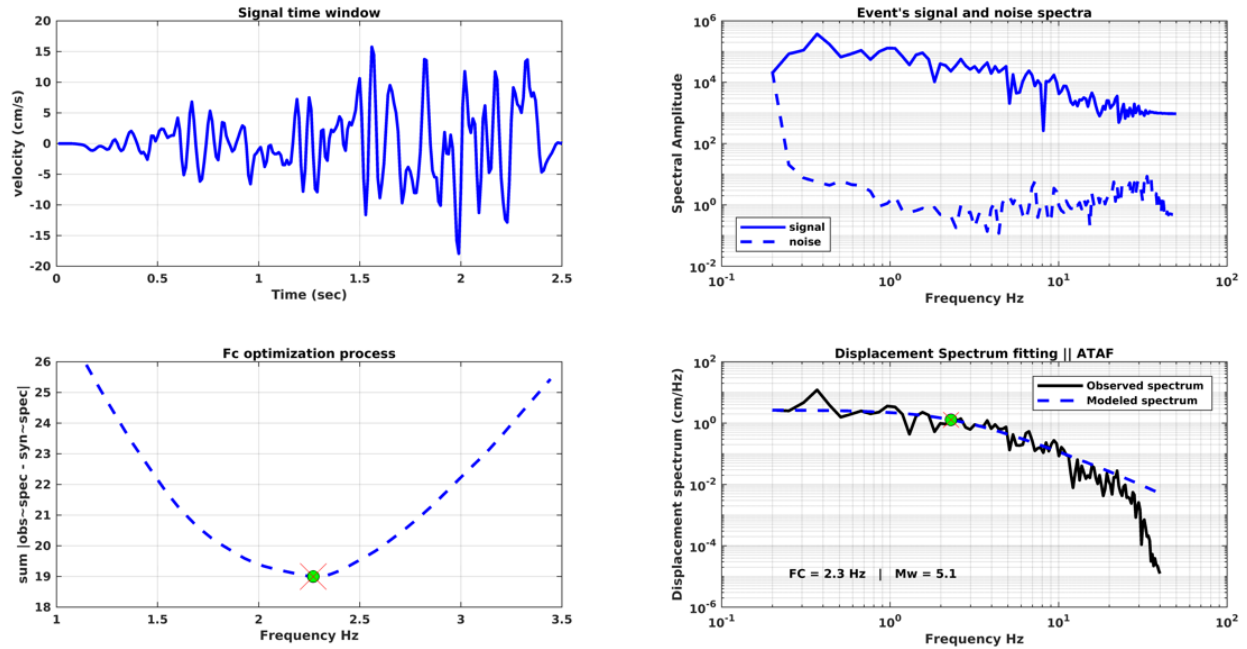 Signal time window
20
15
10
5
0
-5
-10
-15
-20
velocity (cm/s)
0 0.5 1 1.5 2 2.5
Time (sec)
Event's signal and noise spectra
10^6
10^4
10^2
10^0
10^-2
Spectral Amplitude
signal
noise
10^-1 10^0 10^1 10^2
Frequency Hz
Fc optimization process
26
25
24
23
22
21
20
19
18
sum |obs~spec - syn~spec|
1 1.5 2 2.5 3 3.5
Frequency Hz
Displacement Spectrum fitting || ATAF
10^2
10^0
10^-2
10^-4
10^-6
Displacement spectrum (cm/Hz)
Observed spectrum
Modeled spectrum
FC = 2.3 Hz | Mw = 5.1
10^-1 10^0 10^1 10^2
Frequency Hz